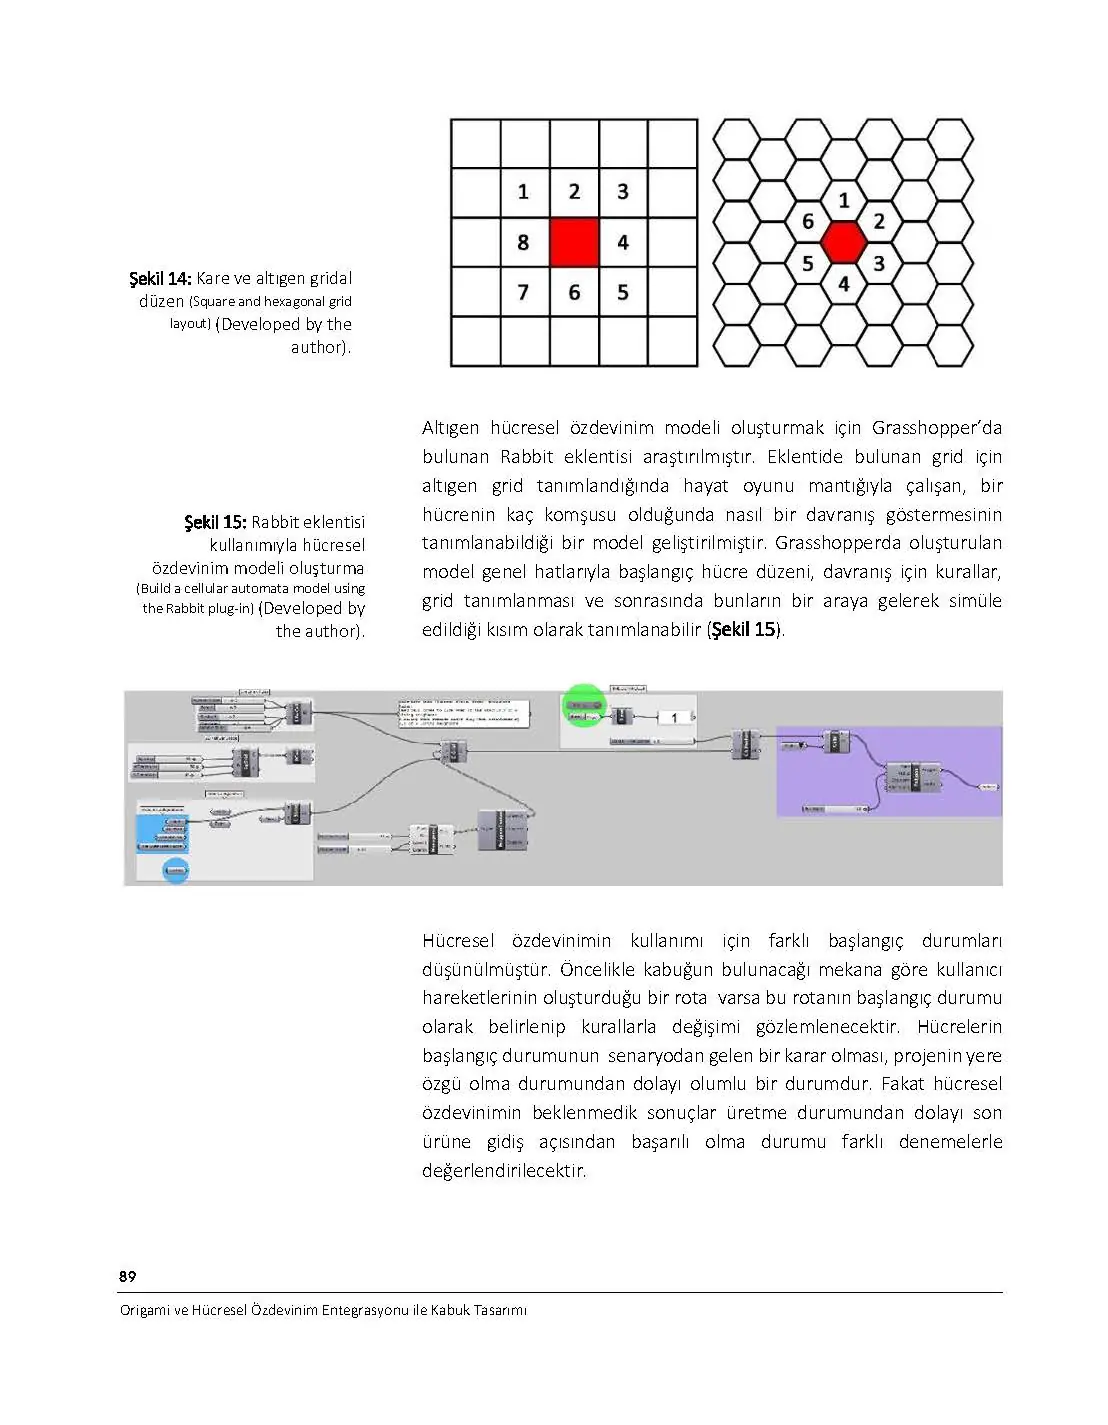 1 2 3
8 4
7 6 5
1
6 2
5 3
4
Şekil 14: Kare ve altıgen gridal
düzen (Square and hexagonal grid
layout) (Developed by the
author).
Altıgen hücresel özdevinim modeli oluşturmak için Grasshopper’da
bulunan Rabbit eklentisi araştırılmıştır. Eklentide bulunan grid için
altıgen grid tanımlandığında hayat oyunu mantığıyla çalışan, bir
hücrenin kaç komşusu olduğunda nasıl bir davranış göstermesinin
tanımlanabildiği bir model geliştirilmiştir. Grasshopperda oluşturulan
model genel hatlarıyla başlangıç hücre düzeni, davranış için kurallar,
grid tanımlanması ve sonrasında bunların bir araya gelerek simüle
edildiği kısım olarak tanımlanabilir (Şekil 15).
Şekil 15: Rabbit eklentisi
kullanımıyla hücresel
özdevinim modeli oluşturma
(Build a cellular automata model using
the Rabbit plug-in) (Developed by
the author).
1
Hücresel özdevinimin kullanımı için farklı başlangıç durumları
düşünülmüştür. Öncelikle kabuğun bulunacağı mekana göre kullanıcı
hareketlerinin oluşturduğu bir rota varsa bu rotanın başlangıç durumu
olarak belirlenip kurallarla değişimi gözlemlenecektir. Hücrelerin
başlangıç durumunun senaryodan gelen bir karar olması, projenin yere
özgü olma durumundan dolayı olumlu bir durumdur. Fakat hücresel
özdevinimin beklenmedik sonuçlar üretme durumundan dolayı son
ürüne gidiş açısından başarılı olma durumu farklı denemelerle
değerlendirilecektir.
89
Origami ve Hücresel Özdevinim Entegrasyonu ile Kabuk Tasarımı